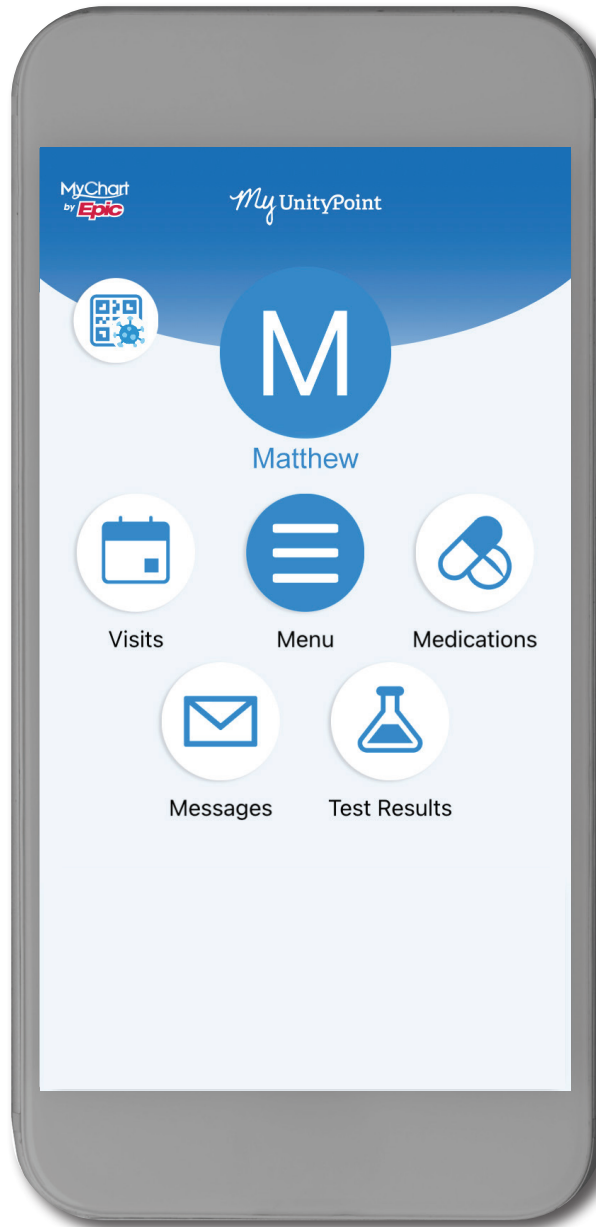 MyChart
by Epic
My UnityPoint
M
Matthew
Visits
Menu
Medications
Messages
Test Results